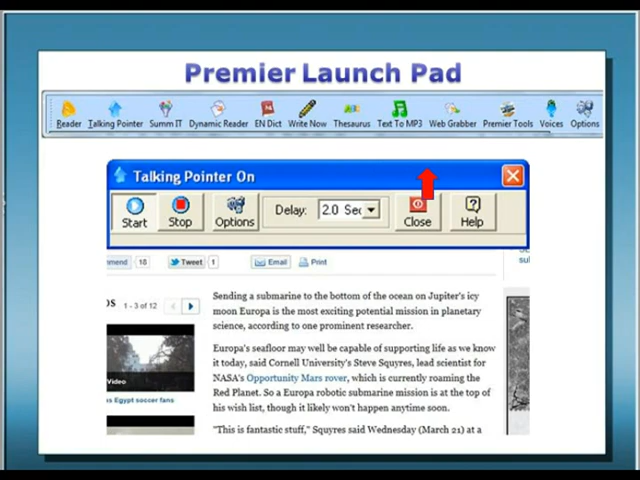 Premier Launch Pad
Reader Talking Pointer Summ IT Dynamic Reader EN Dict Write Now Thesaurus Text To MP3 Web Grabber Premier Tools Voices Options
Talking Pointer On
Start Stop Options Delay: 2.0 Sec Close Help
mmend 18 Tweet 1 Email Print
su
OS 1 - 3 of 12
Sending a submarine to the bottom of the ocean on Jupiter's icy
moon Europa is the most exciting potential mission in planetary
science, according to one prominent researcher.
Europa's seafloor may well be capable of supporting life as we know
it today, said Cornell University's Steve Squyres, lead scientist for
NASA's Opportunity Mars rover, which is currently roaming the
Red Planet. So a Europa robotic submarine mission is at the top of
his wish list, though it likely won't happen anytime soon.
"This is fantastic stuff," Squyres said Wednesday (March 21) at a
Video
s Egypt soccer fans